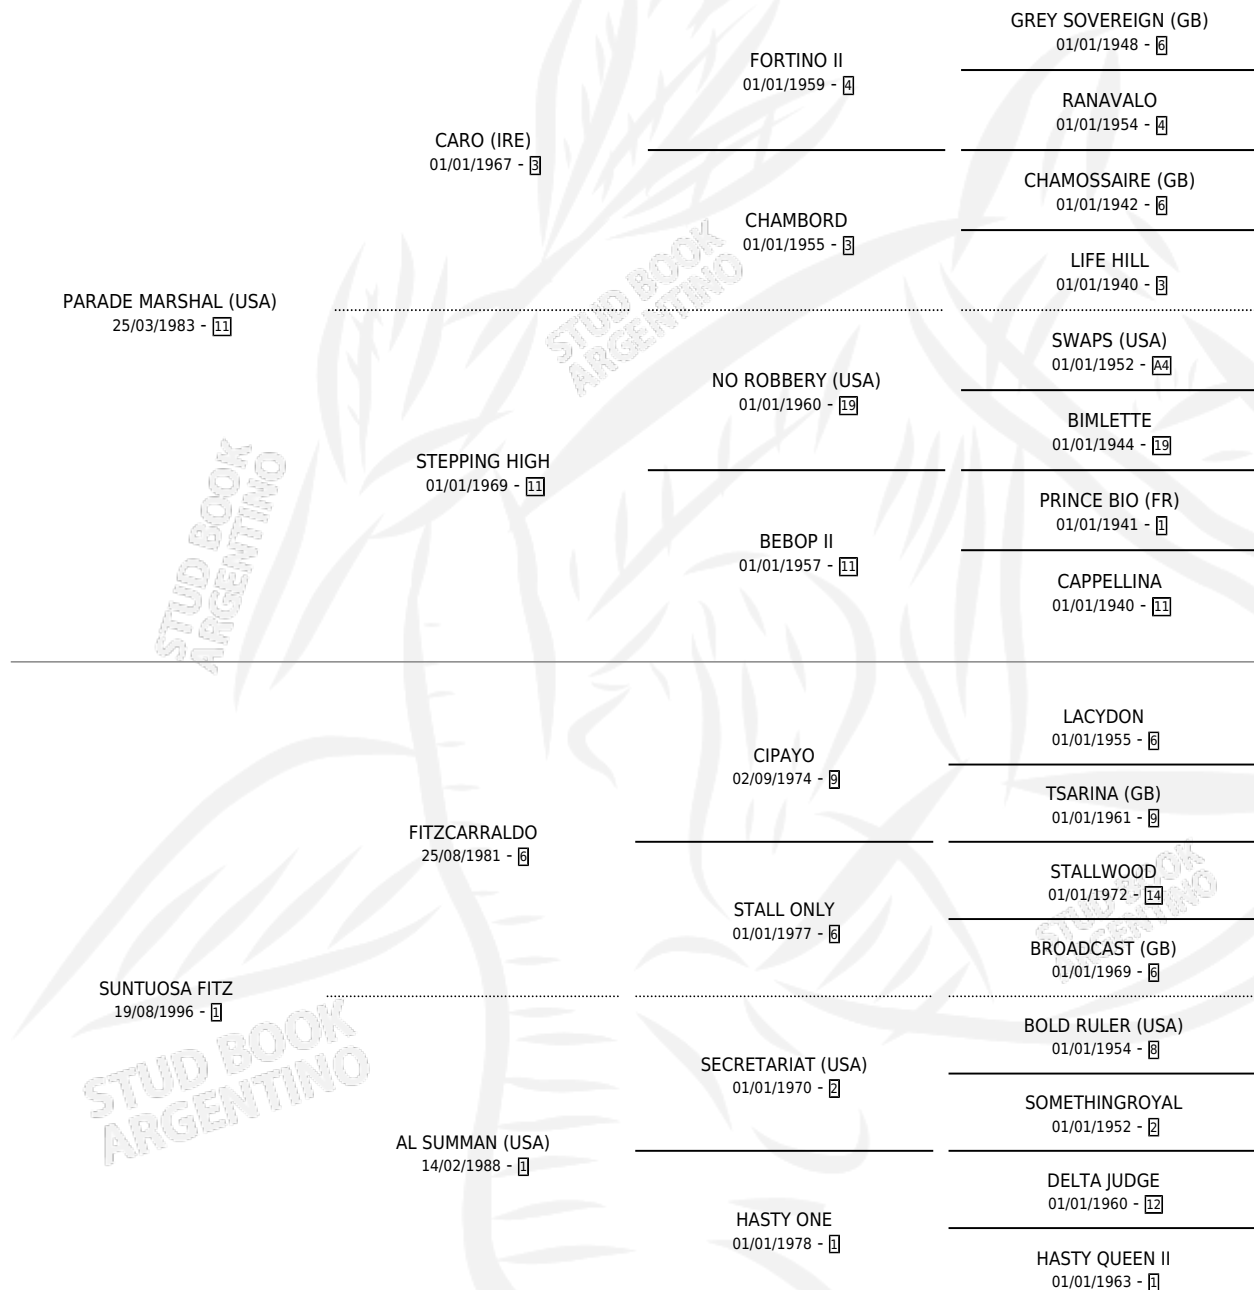 GREY SOVEREIGN (GB)
01/01/1948 - 6
FORTINO II
01/01/1959 - 4
RANAVALO
01/01/1954 - 4
CARO (IRE)
01/01/1967 - 3
CHAMOSSAIRE (GB)
01/01/1942 - 6
CHAMBORD
01/01/1955 - 3
LIFE HILL
01/01/1940 - 3
PARADE MARSHAL (USA)
25/03/1983 - 11
SWAPS (USA)
01/01/1952 - A4
NO ROBBERY (USA)
01/01/1960 - 19
BIMLETTE
01/01/1944 - 19
STEPPING HIGH
01/01/1969 - 11
PRINCE BIO (FR)
01/01/1941 - 1
BEBOP II
01/01/1957 - 11
CAPPELLINA
01/01/1940 - 11
LACYDON
01/01/1955 - 6
CIPAYO
02/09/1974 - 9
TSARINA (GB)
01/01/1961 - 9
FITZCARRALDO
25/08/1981 - 6
STALLWOOD
01/01/1972 - 14
STALL ONLY
01/01/1977 - 6
BROADCAST (GB)
01/01/1969 - 6
SUNTUOSA FITZ
19/08/1996 - 1
BOLD RULER (USA)
01/01/1954 - 8
SECRETARIAT (USA)
01/01/1970 - 2
SOMETHINGROYAL
01/01/1952 - 2
AL SUMMAN (USA)
14/02/1988 - 1
DELTA JUDGE
01/01/1960 - 12
HASTY ONE
01/01/1978 - 1
HASTY QUEEN II
01/01/1963 - 1
STUD BOOK
ARGENTINO
STUD BOOK
ARGENTINO
STUD BOOK
ARGENTINO
STUD BOOK
ARGENTINO